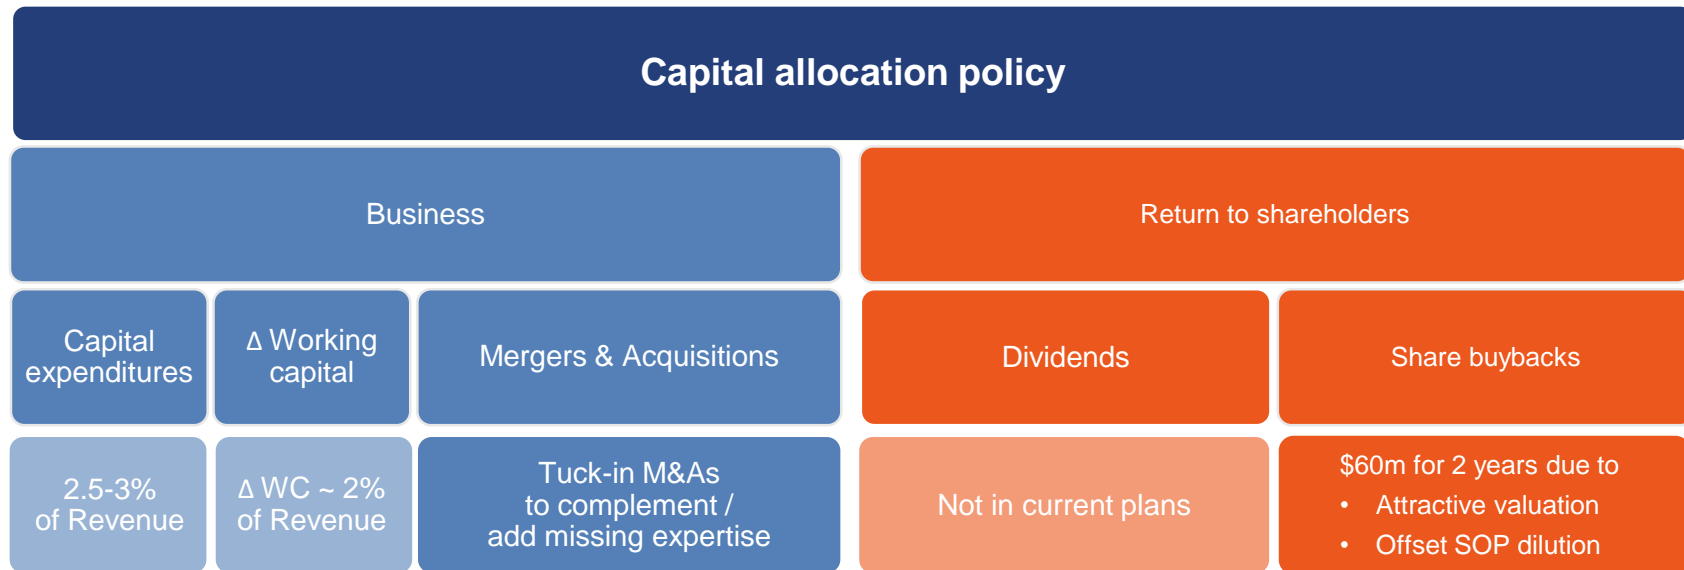 Capital allocation policy
Business
Return to shareholders
Capital
expenditures
Δ Working
capital
Mergers & Acquisitions
Dividends
Share buybacks
2.5-3%
of Revenue
Δ WC ~ 2%
of Revenue
Tuck-in M&As
to complement /
add missing expertise
Not in current plans
$60m for 2 years due to
• Attractive valuation
• Offset SOP dilution